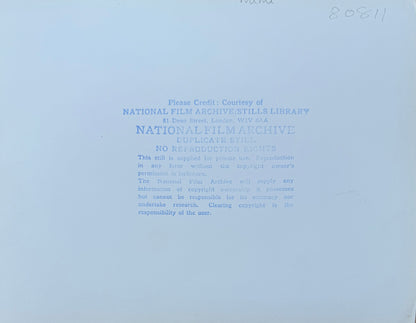 80811
Please Credit: Courtesy of
NATIONAL FILM ARCHIVE/STILLS LIBRARY
81 Dean Street, London, W1V 6AA
NATIONAL FILM ARCHIVE
DUPLICATE STILL
NO REPRODUCTION RIGHTS
This still is supplied for private use. Reproduction
in any form without the copyright owner's
permission is forbidden.
The National Film Archive will supply any
information of copyright ownership it possesses
but cannot be responsible for its accuracy nor
undertake research. Clearing copyright is the
responsibility of the user.